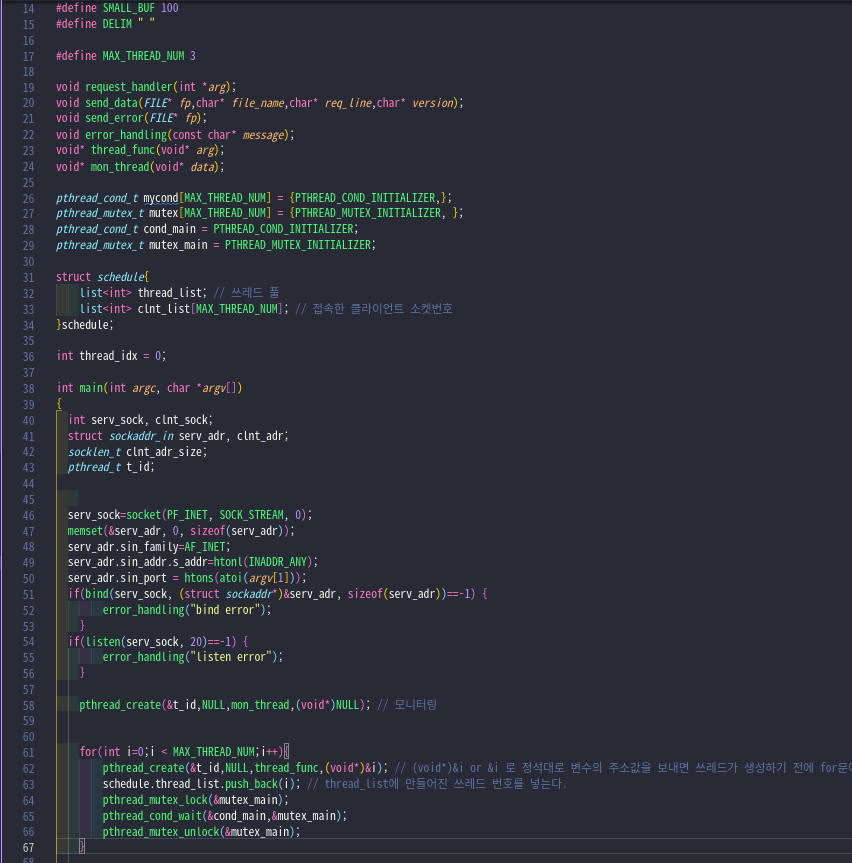 14 #define SMALL_BUF 100
15 #define DELIM " "
16
17 #define MAX_THREAD_NUM 3
18
19 void request_handler(int *arg);
20 void send_data(FILE* fp,char* file_name,char* req_line,char* version);
21 void send_error(FILE* fp);
22 void error_handling(const char* message);
23 void* thread_func(void* arg);
24 void* mon_thread(void* data);
25
26 pthread_cond_t mycond[MAX_THREAD_NUM] = {PTHREAD_COND_INITIALIZER,};
27 pthread_mutex_t mutex[MAX_THREAD_NUM] = {PTHREAD_MUTEX_INITIALIZER, };
28 pthread_cond_t cond_main = PTHREAD_COND_INITIALIZER;
29 pthread_mutex_t mutex_main = PTHREAD_MUTEX_INITIALIZER;
30
31 struct schedule{
32 list<int> thread_list; // 쓰레드 풀
33 list<int> clnt_list[MAX_THREAD_NUM]; // 접속한 클라이언트 소켓번호
34 }schedule;
35
36 int thread_idx = 0;
37
38 int main(int argc, char *argv[])
39 {
40 int serv_sock, clnt_sock;
41 struct sockaddr_in serv_adr, clnt_adr;
42 socklen_t clnt_adr_size;
43 pthread_t t_id;
44
45
46 serv_sock=socket(PF_INET, SOCK_STREAM, 0);
47 memset(&serv_adr, 0, sizeof(serv_adr));
48 serv_adr.sin_family=AF_INET;
49 serv_adr.sin_addr.s_addr=htonl(INADDR_ANY);
50 serv_adr.sin_port = htons(atoi(argv[1]));
51 if(bind(serv_sock, (struct sockaddr*)&serv_adr, sizeof(serv_adr))==-1) {
52 error_handling("bind error");
53 }
54 if(listen(serv_sock, 20)==-1) {
55 error_handling("listen error");
56 }
57
58 pthread_create(&t_id,NULL,mon_thread,(void*)NULL); // 모니터링
59
60
61 for(int i=0;i < MAX_THREAD_NUM;i++){
62 pthread_create(&t_id,NULL,thread_func,(void*)&i); // (void*)&i or &i 로 정석대로 변수의 주소값을 보내면 쓰레드가 생성하기 전에 for문이
63 schedule.thread_list.push_back(i); // thread_list에 만들어진 쓰레드 번호를 넣는다.
64 pthread_mutex_lock(&mutex_main);
65 pthread_cond_wait(&cond_main,&mutex_main);
66 pthread_mutex_unlock(&mutex_main);
67 }
68